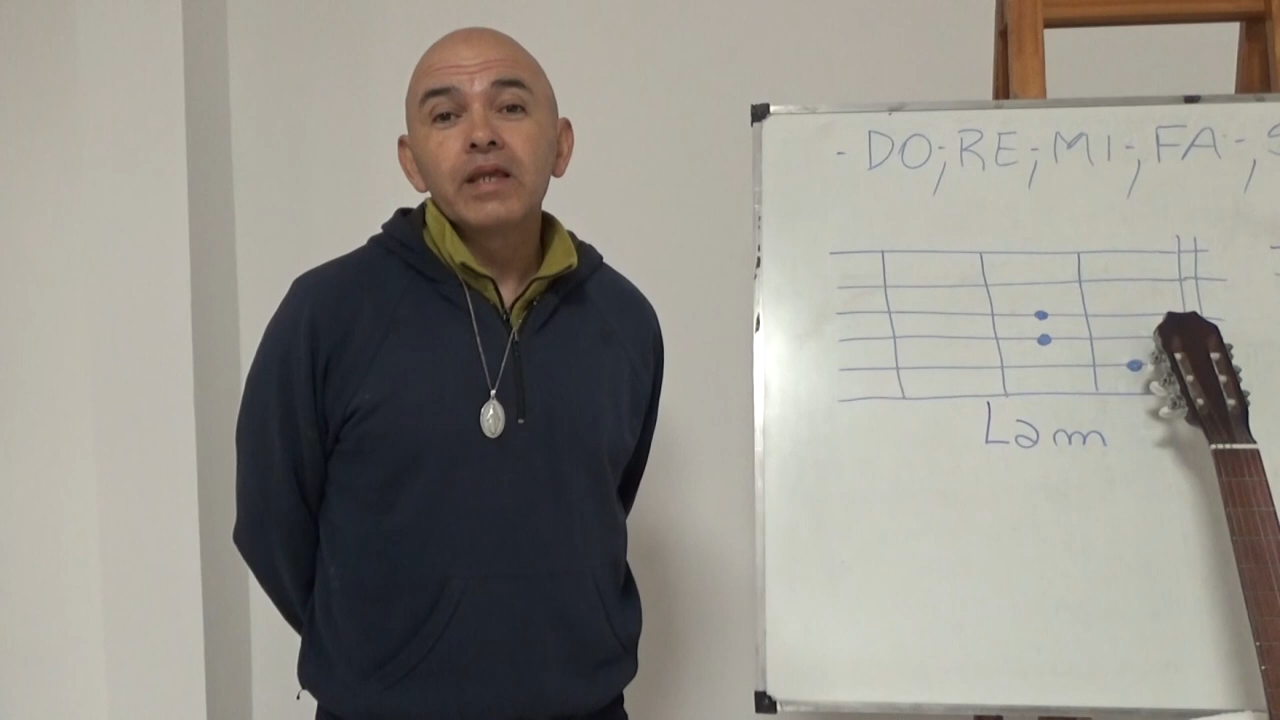 - DO-, RE-, MI-, FA-,
Lam